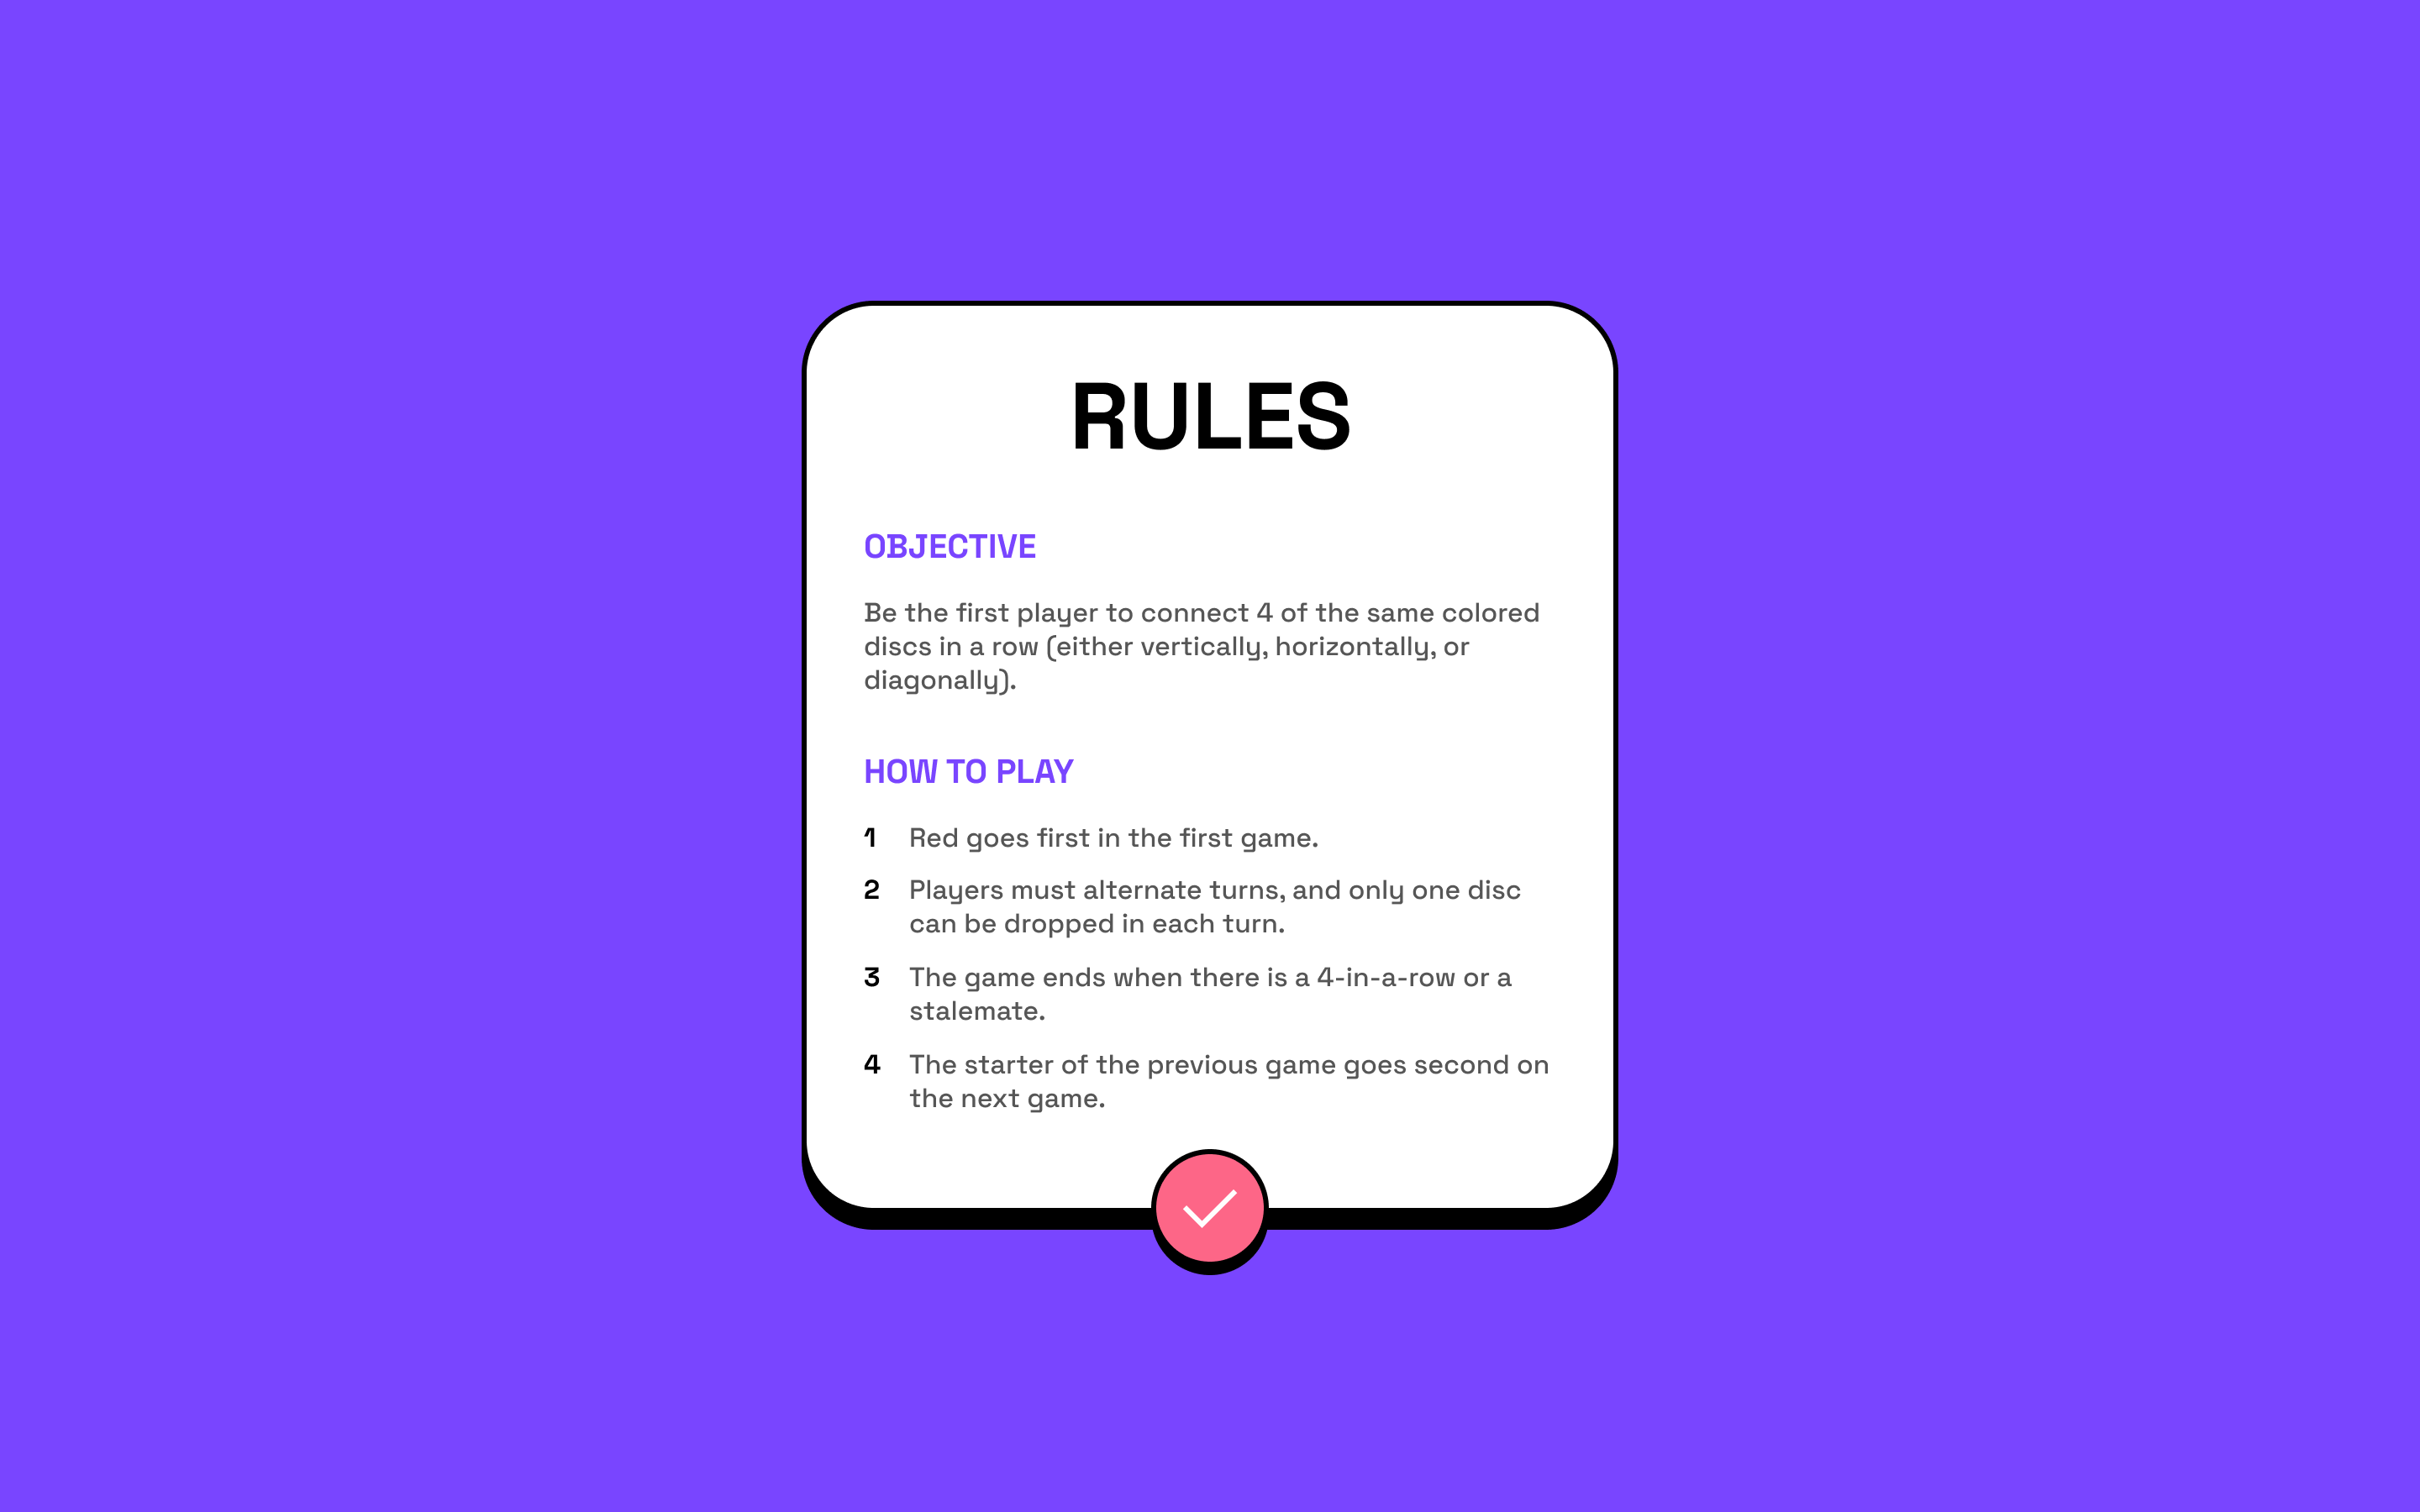 RULES
OBJECTIVE
Be the first player to connect 4 of the same colored
discs in a row (either vertically, horizontally, or
diagonally).
HOW TO PLAY
1 Red goes first in the first game.
2 Players must alternate turns, and only one disc
can be dropped in each turn.
3 The game ends when there is a 4-in-a-row or a
stalemate.
4 The starter of the previous game goes second on
the next game.